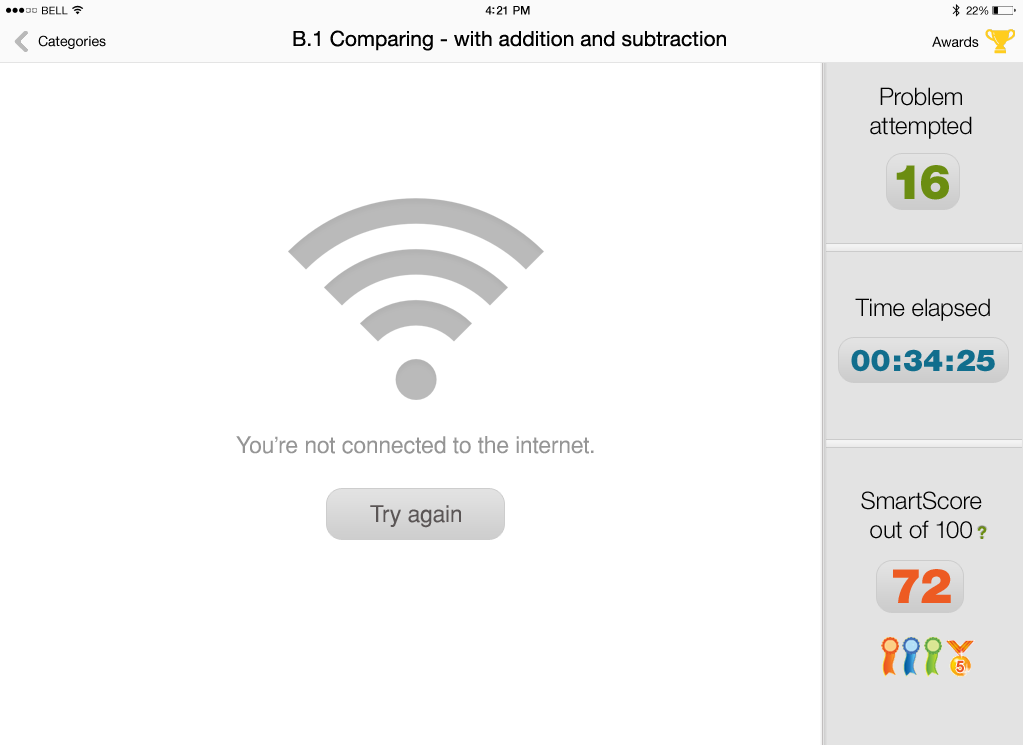 BELL
4:21 PM
22%
Categories
B.1 Comparing - with addition and subtraction
Awards
Problem
attempted
16
Time elapsed
00:34:25
You're not connected to the internet.
Try again
SmartScore
out of 100 ?
72
5